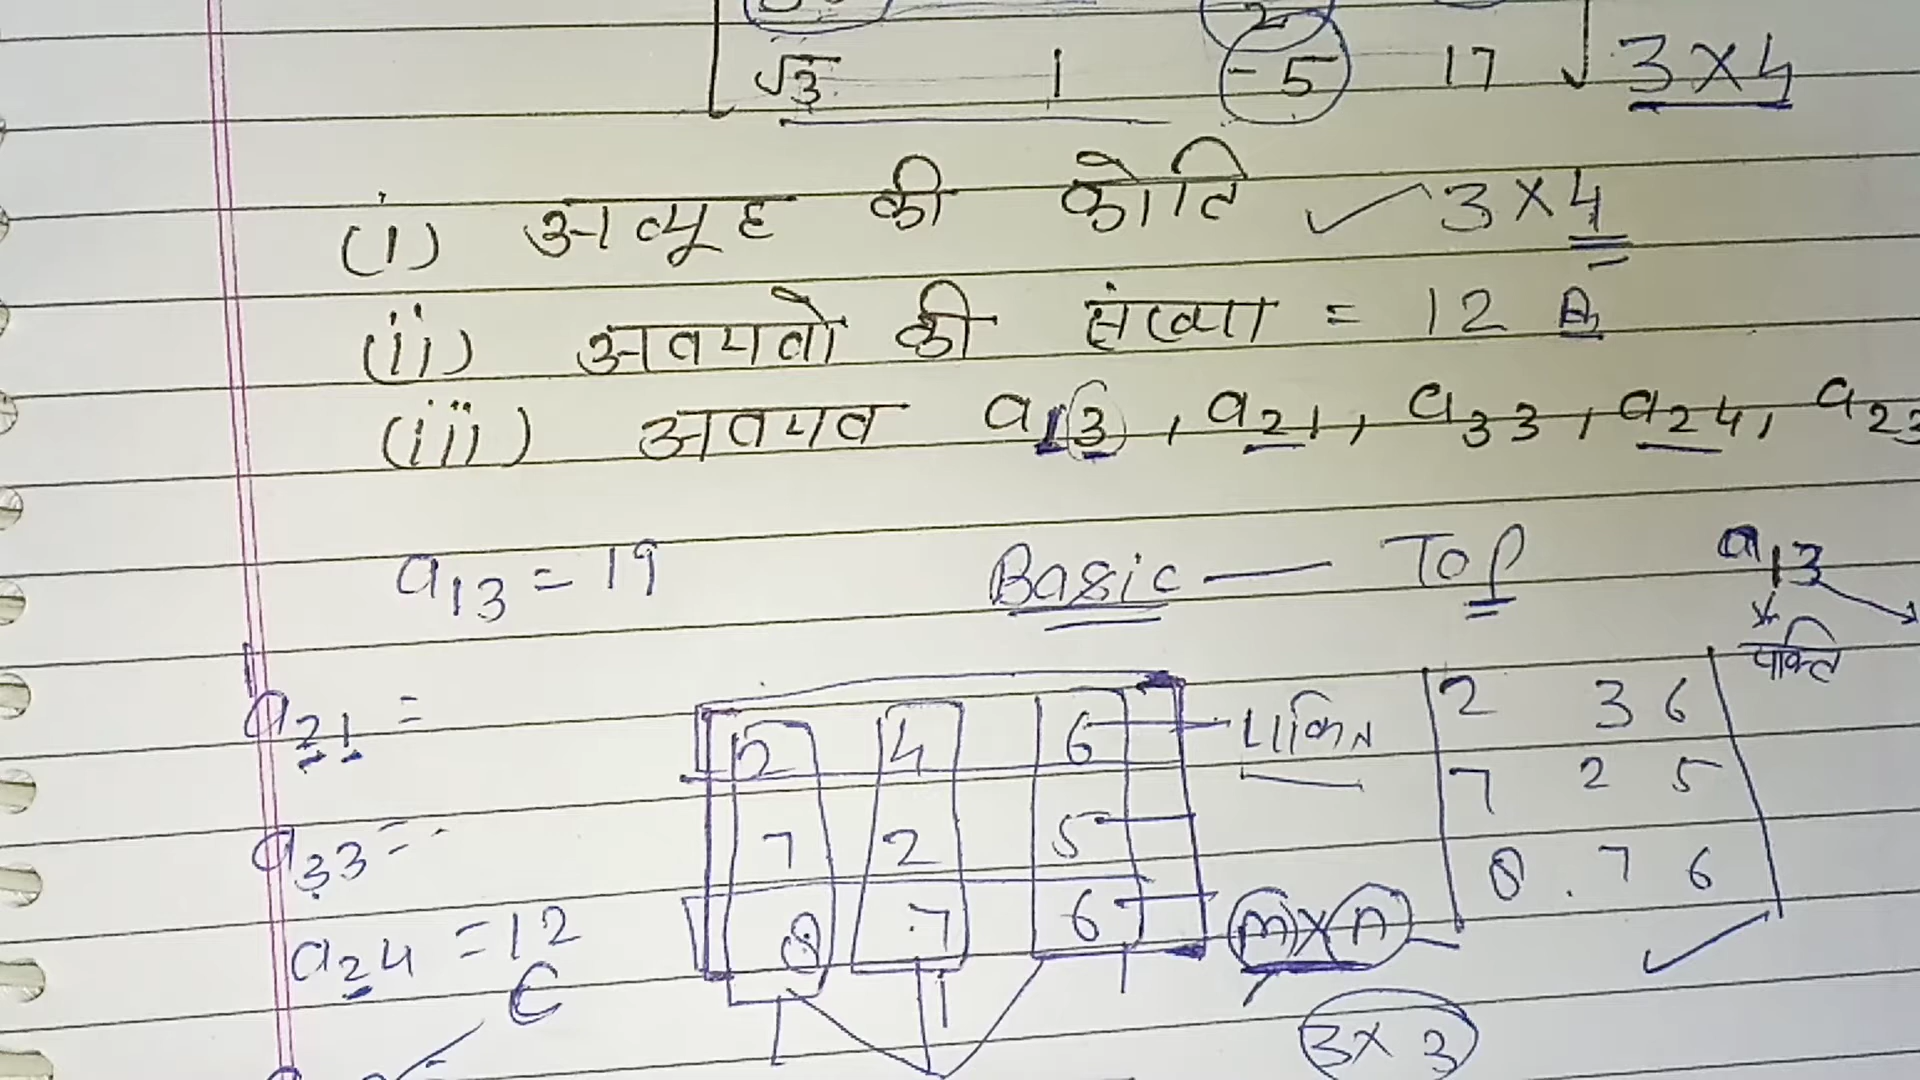 √3 1 -5 17 3×4
(i) आव्यूह की कोटि ✓ 3×4
(ii) अवयवो की संख्या = 12
(iii) अवयव a13, a21, a33, a24, a23
a13 = 19 Basic — Top a13
पंक्ति
a21 =
2 4 6
2 3 6
7 2 5
7 2 5
a33 =
8 7 6 m×n
8 . 7 6
a24 = 12
3×3